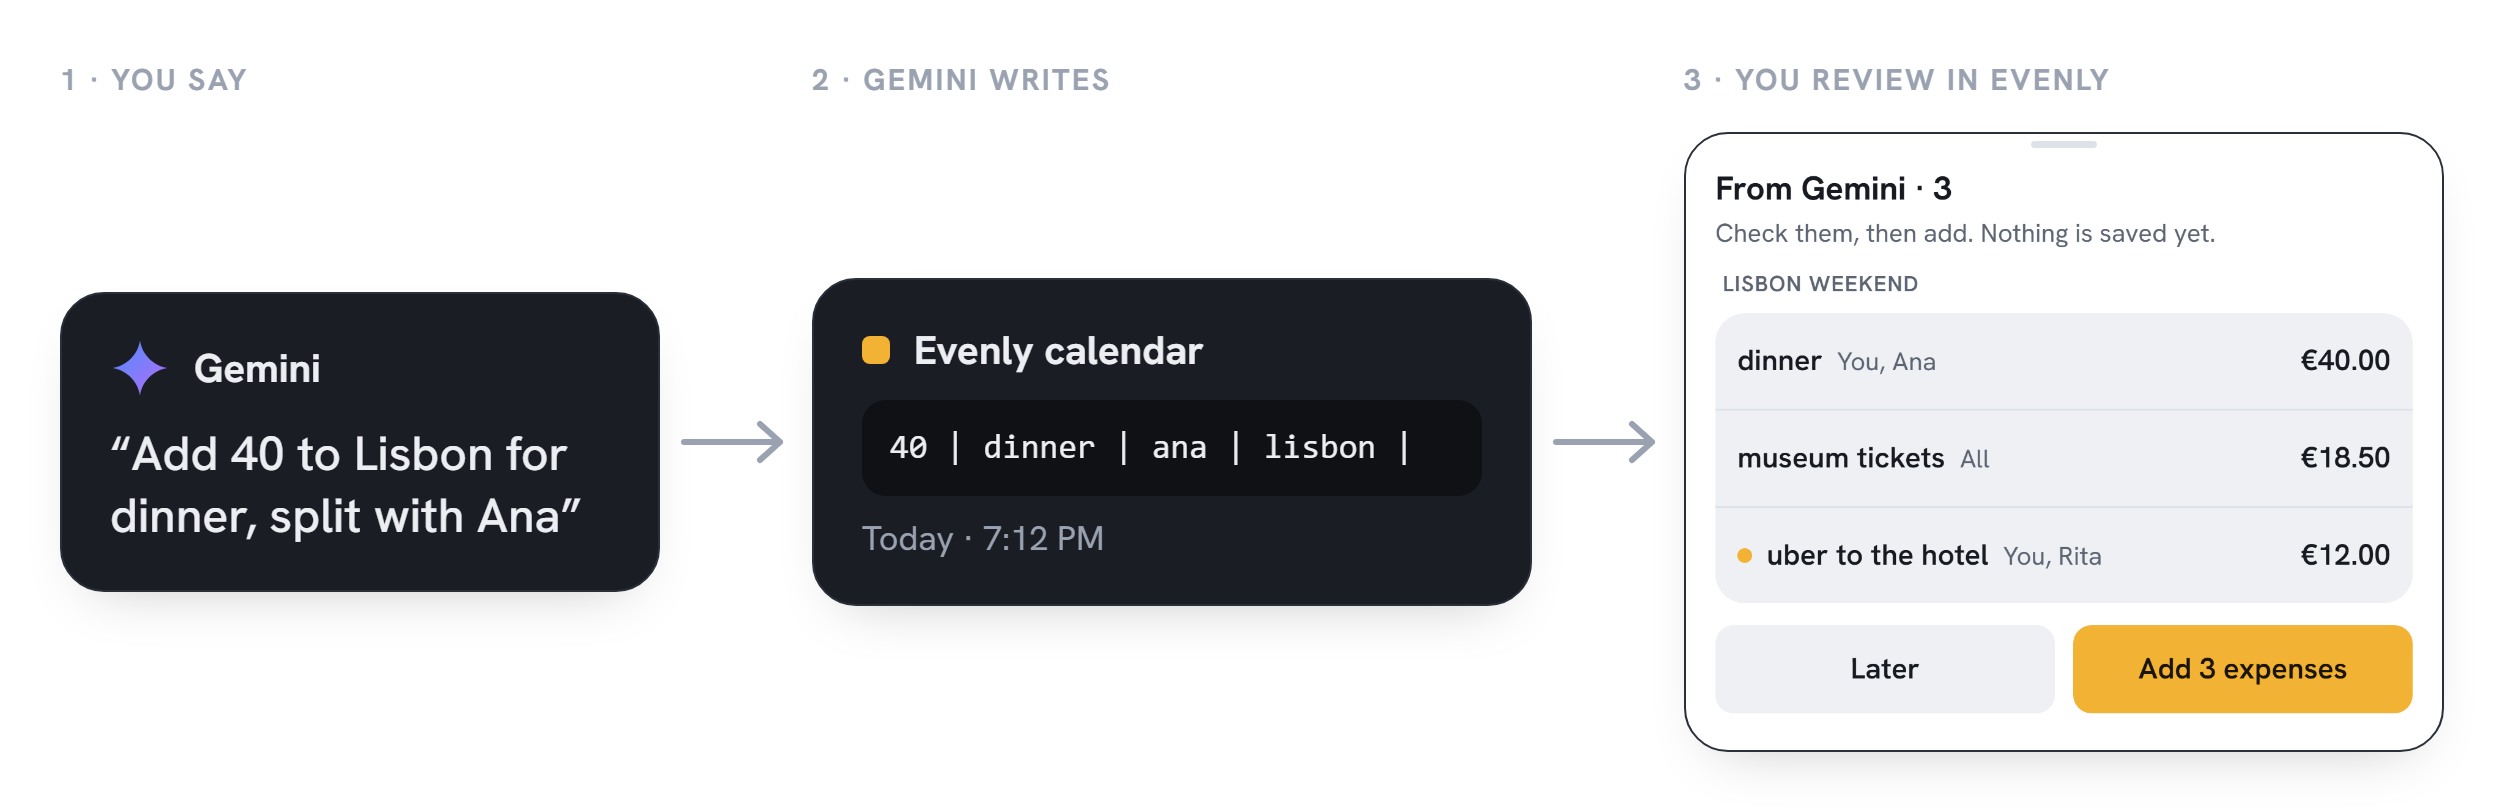 1 · YOU SAY
2 · GEMINI WRITES
3 · YOU REVIEW IN EVENLY
Gemini
“Add 40 to Lisbon for
dinner, split with Ana”
Evenly calendar
40 | dinner | ana | lisbon |
Today · 7:12 PM
From Gemini · 3
Check them, then add. Nothing is saved yet.
LISBON WEEKEND
dinner You, Ana €40.00
museum tickets All €18.50
uber to the hotel You, Rita €12.00
Later
Add 3 expenses